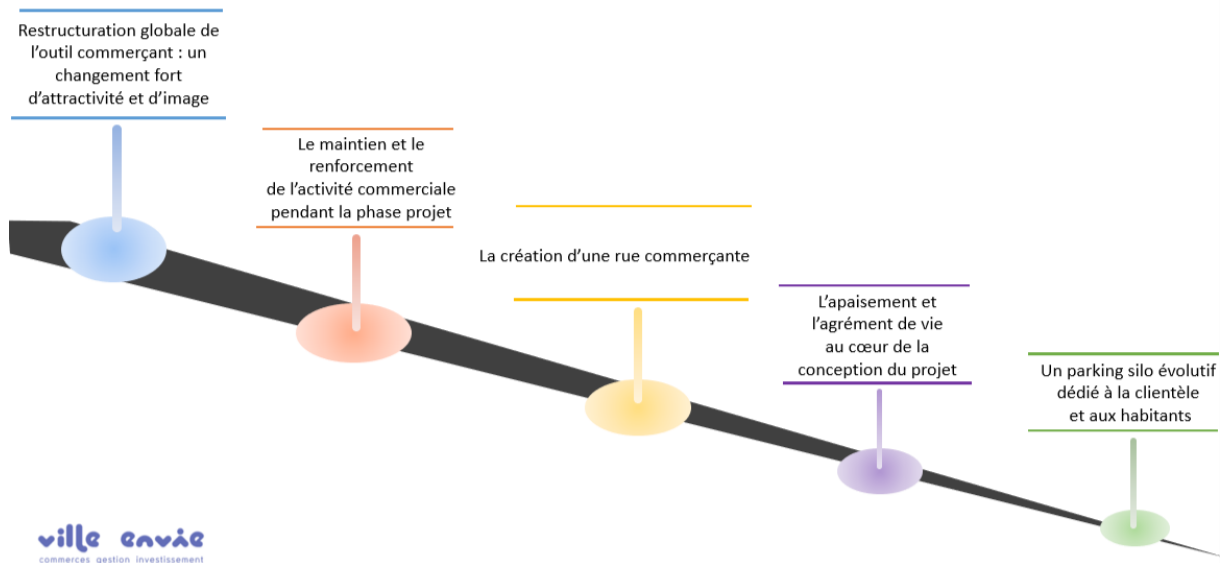 Restructuration globale de
l’outil commerçant : un
changement fort
d’attractivité et d’image
Le maintien et le
renforcement
de l’activité commerciale
pendant la phase projet
La création d’une rue commerçante
L’apaisement et
l’agrément de vie
au cœur de la
conception du projet
Un parking silo évolutif
dédié à la clientèle
et aux habitants
ville envie
commerces gestion investissement